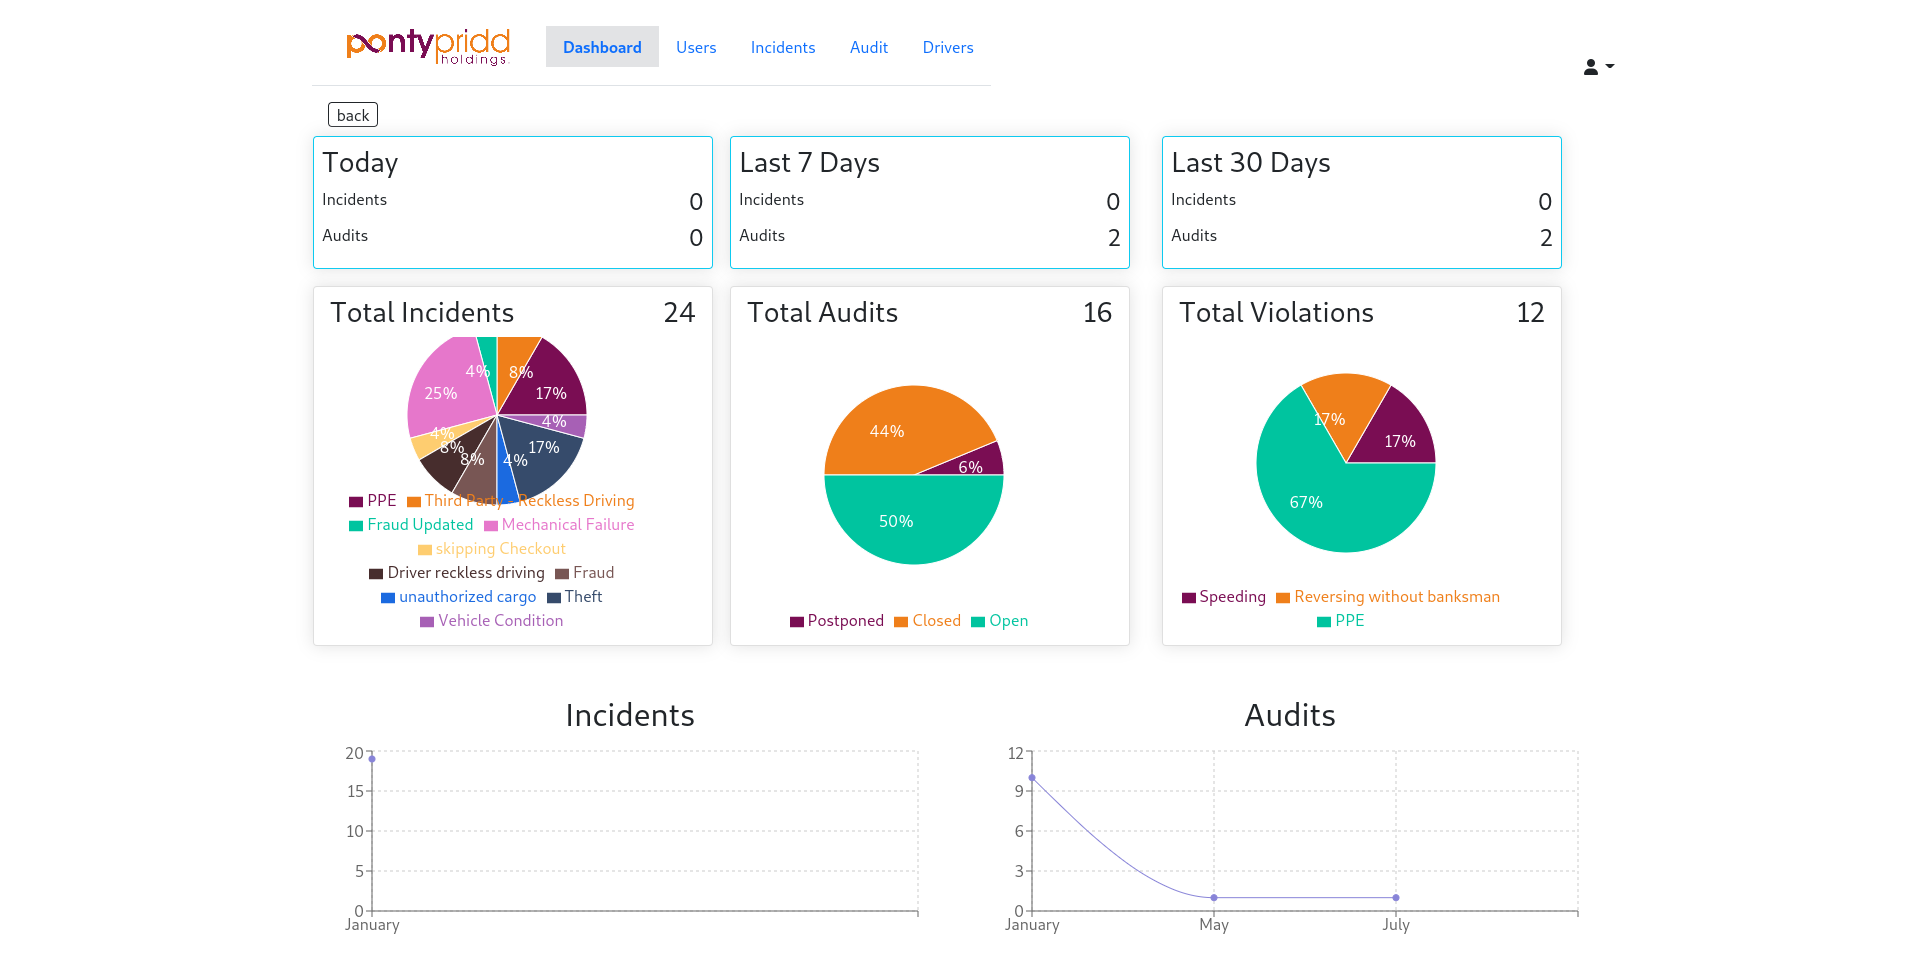 pontypridd
holdings
Dashboard Users Incidents Audit Drivers
back
Today
Incidents 0
Audits 0
Last 7 Days
Incidents 0
Audits 2
Last 30 Days
Incidents 0
Audits 2
Total Incidents 24
4% 8%
25% 17%
4% 4%
8% 17%
8% 4%
PPE Third Party - Reckless Driving
Fraud Updated Mechanical Failure
skipping Checkout
Driver reckless driving Fraud
unauthorized cargo Theft
Vehicle Condition
Total Audits 16
44%
6%
50%
Postponed Closed Open
Total Violations 12
17%
17%
67%
Speeding Reversing without banksman
PPE
Incidents
20
15
10
5
0
January
Audits
12
9
6
3
0
January May July